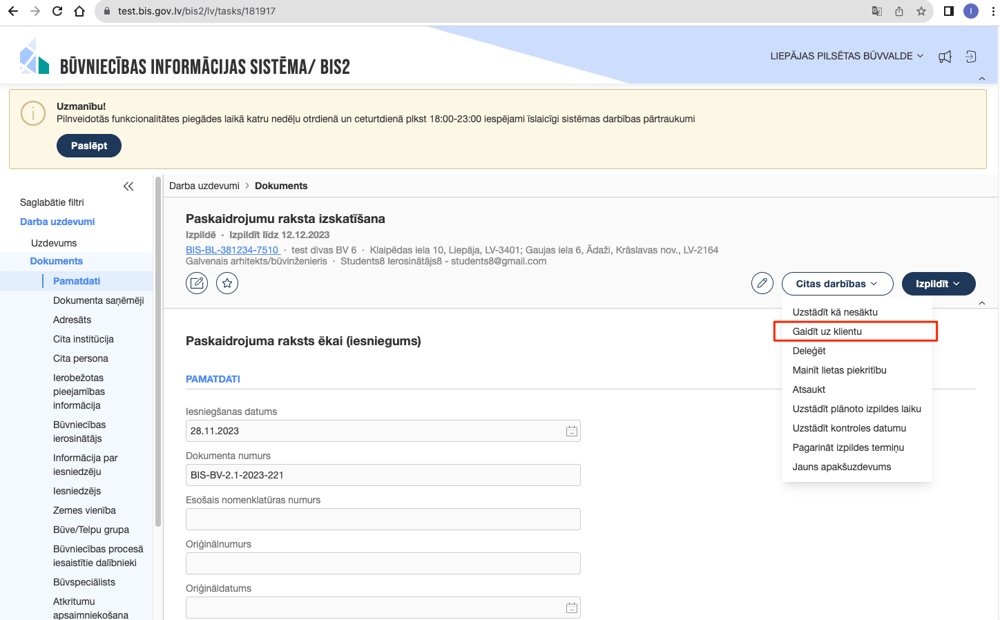 test.bis.gov.lv/bis2/lv/tasks/181917
I
BŪVNIECĪBAS INFORMĀCIJAS SISTĒMA/ BIS2
LIEPĀJAS PILSĒTAS BŪVVALDE
Uzmanību!
Pilnveidotās funkcionalitātes piegādes laikā katru nedēļu otrdienā un ceturtdienā plkst 18:00-23:00 iespējami īslaicīgi sistēmas darbības pārtraukumi
Paslēpt
Saglabātie filtri
Darba uzdevumi
Uzdevums
Dokuments
Pamatdati
Dokumenta saņēmēji
Adresāts
Cita institūcija
Cita persona
Ierobežotas
pieejamības
informācija
Būvniecības
ierosinātājs
Informācija par
iesniedzēju
Iesniedzējs
Zemes vienība
Būve/Telpu grupa
Būvniecības procesā
iesaistītie dalībnieki
Būvspeciālists
Atkritumu
apsaimniekošana
Darba uzdevumi > Dokuments
Paskaidrojumu raksta izskatīšana
Izpildē · Izpildīt līdz 12.12.2023
BIS-BL-381234-7510 · test divas BV 6 · Klaipēdas iela 10, Liepāja, LV-3401; Gaujas iela 6, Ādaži, Krāslavas nov., LV-2164
Galvenais arhitekts/būvinženieris · Students8 Ierosinātājs8 - students8@gmail.com
Citas darbības
Izpildīt
Uzstādīt kā nesāktu
Gaidīt uz klientu
Deleģēt
Mainīt lietas piekritību
Atsaukt
Uzstādīt plānoto izpildes laiku
Uzstādīt kontroles datumu
Pagarināt izpildes termiņu
Jauns apakšuzdevums
Paskaidrojuma raksts ēkai (iesniegums)
PAMATDATI
Iesniegšanas datums
28.11.2023
Dokumenta numurs
BIS-BV-2.1-2023-221
Esošais nomenklatūras numurs
Oriģinālnumurs
Oriģināldatums